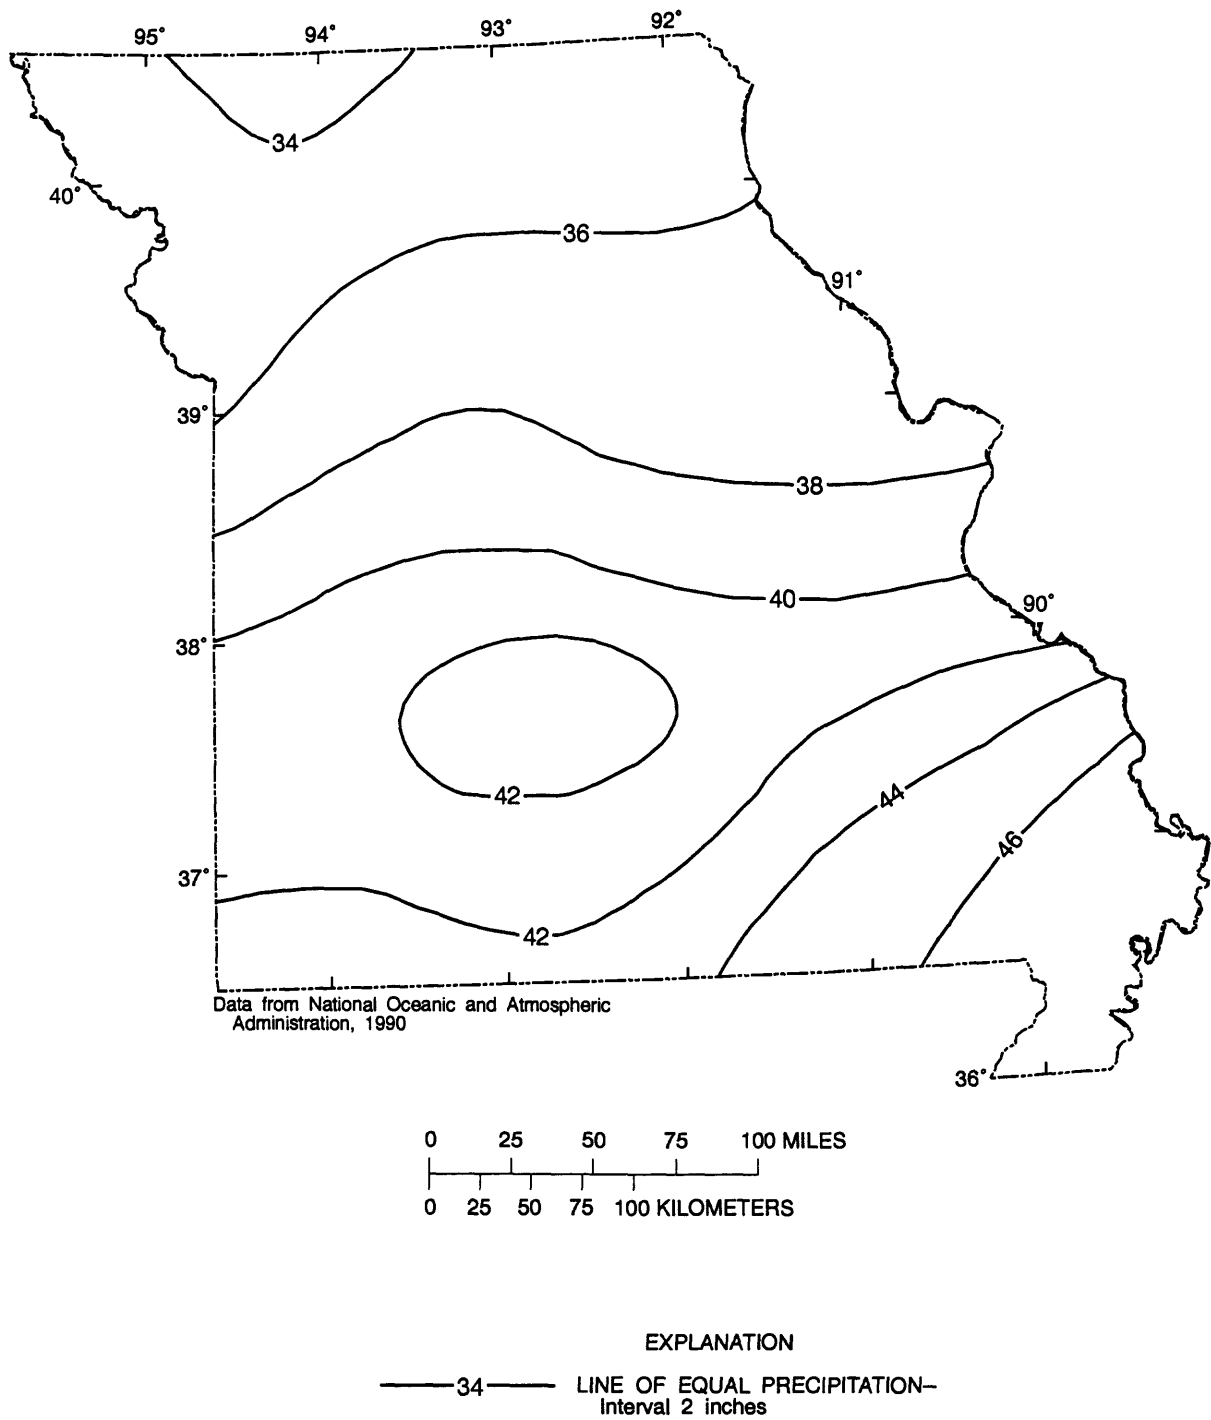 95° 94° 93° 92°
34
40°
36
91°
39°
38
40
90°
38°
42
44
46
37°
42
Data from National Oceanic and Atmospheric
Administration, 1990
36°
0 25 50 75 100 MILES
0 25 50 75 100 KILOMETERS
EXPLANATION
34 LINE OF EQUAL PRECIPITATION–
Interval 2 inches